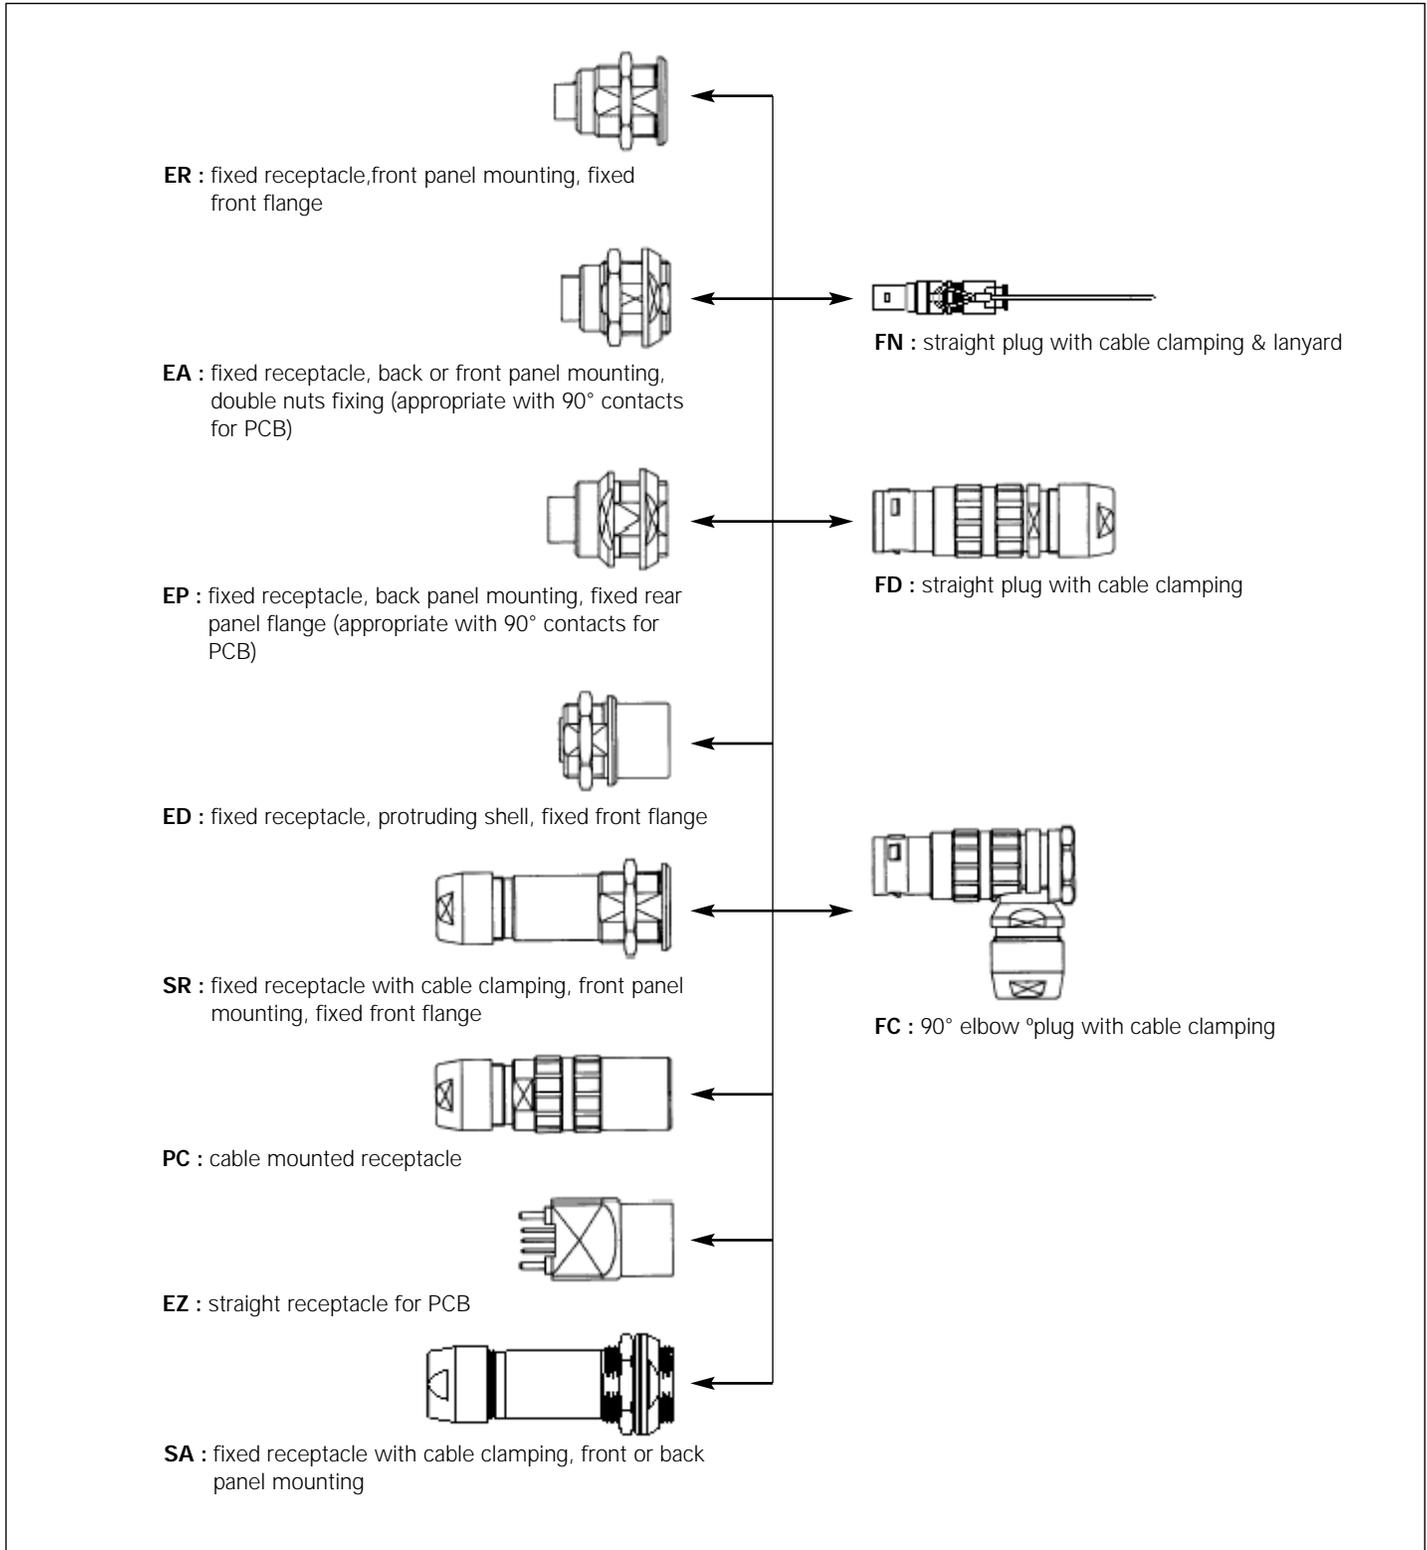 ER : fixed receptacle,front panel mounting, fixed
front flange
EA : fixed receptacle, back or front panel mounting,
double nuts fixing (appropriate with 90° contacts
for PCB)
FN : straight plug with cable clamping & lanyard
EP : fixed receptacle, back panel mounting, fixed rear
panel flange (appropriate with 90° contacts for
PCB)
FD : straight plug with cable clamping
ED : fixed receptacle, protruding shell, fixed front flange
SR : fixed receptacle with cable clamping, front panel
mounting, fixed front flange
FC : 90° elbow ºplug with cable clamping
PC : cable mounted receptacle
EZ : straight receptacle for PCB
SA : fixed receptacle with cable clamping, front or back
panel mounting